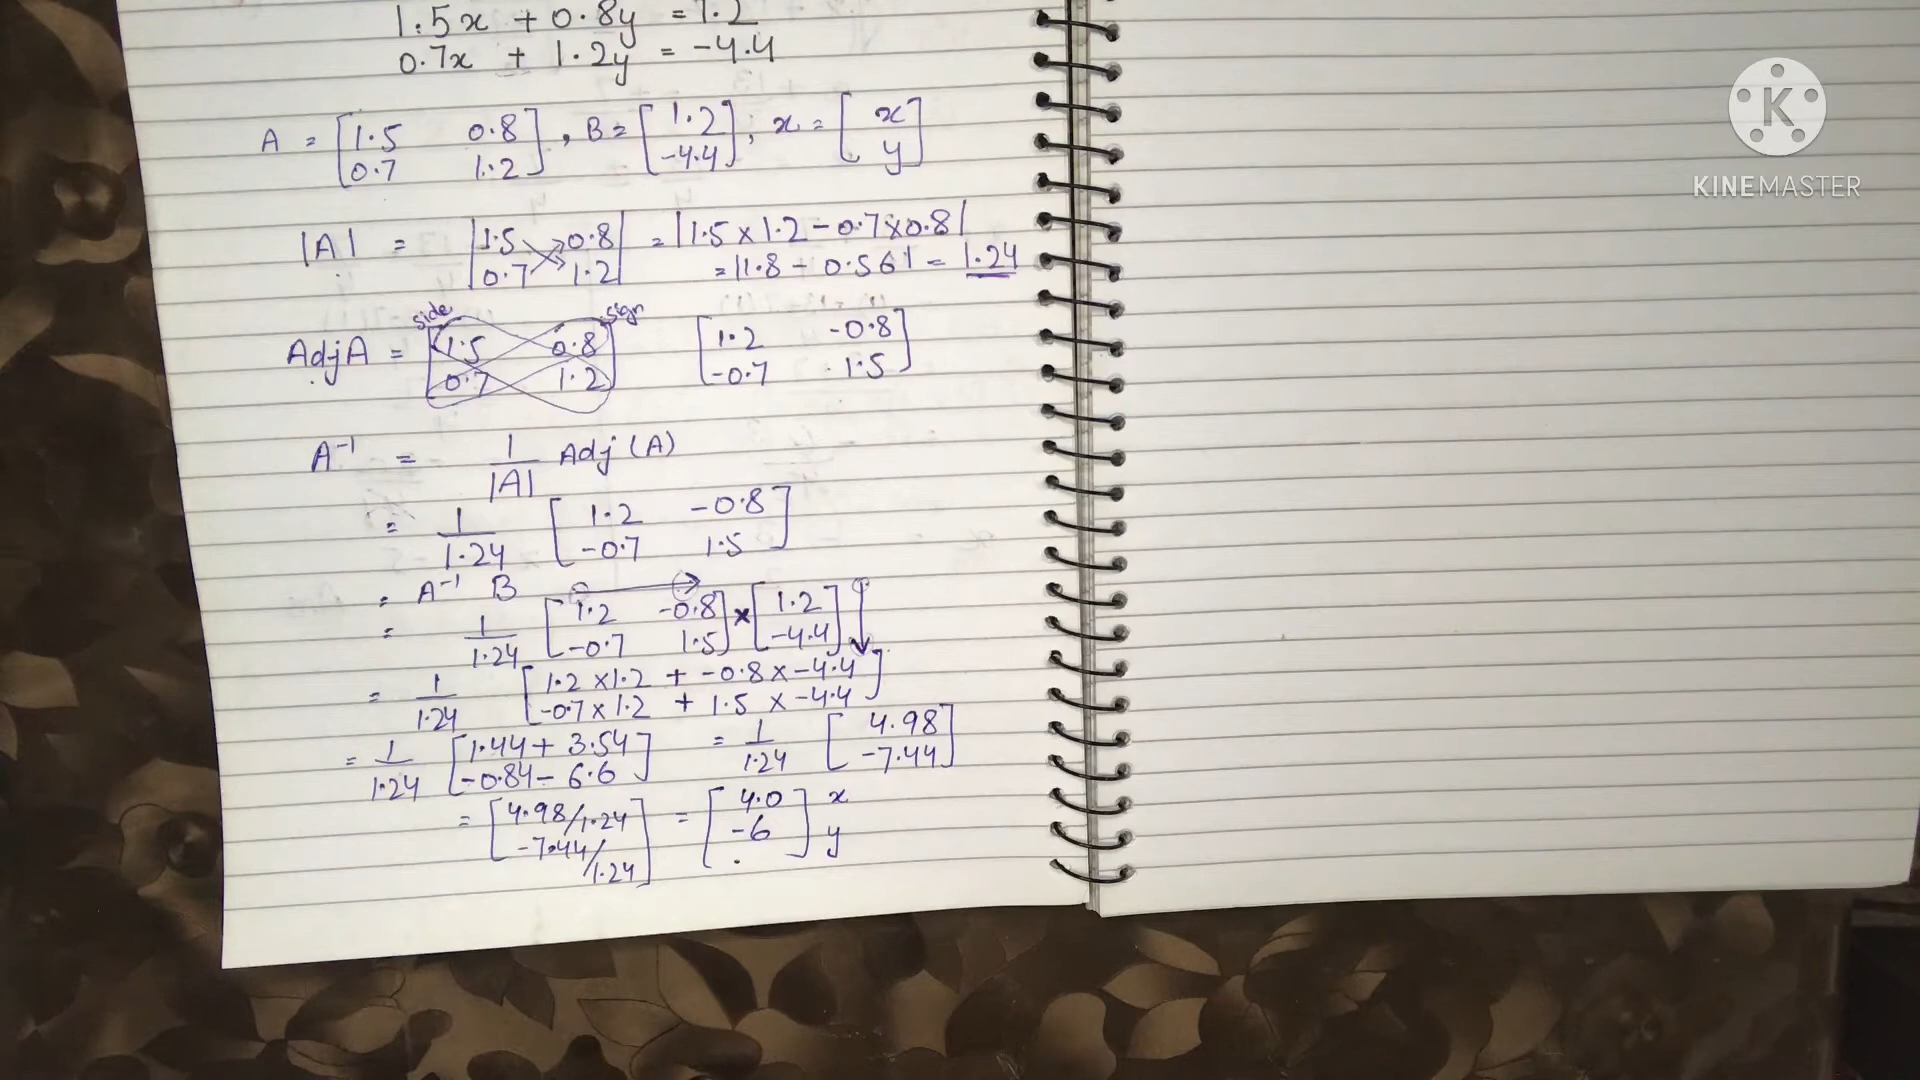 1.5x + 0.8y = 1.2
0.7x + 1.2y = -4.4
A = [1.5 0.8], B = [1.2], x = [x]
[0.7 1.2] [-4.4] [y]
|A| = |1.5 0.8| = |1.5 × 1.2 - 0.7 × 0.8|
|0.7 1.2| = |1.8 - 0.56| = 1.24
side sign
Adj A = [1.5 0.8] [1.2 -0.8]
[0.7 1.2] [-0.7 1.5]
A⁻¹ = 1/|A| Adj (A)
= 1/1.24 [1.2 -0.8]
[-0.7 1.5]
= A⁻¹ B
= 1/1.24 [1.2 -0.8] × [1.2]
[-0.7 1.5] [-4.4]
= 1/1.24 [1.2 × 1.2 + -0.8 × -4.4]
[-0.7 × 1.2 + 1.5 × -4.4]
= 1/1.24 [1.44 + 3.54] = 1/1.24 [4.98]
[-0.84 - 6.6] [-7.44]
= [4.98/1.24] = [4.0] x
[-7.44/1.24] [-6] y
K
KINEMASTER